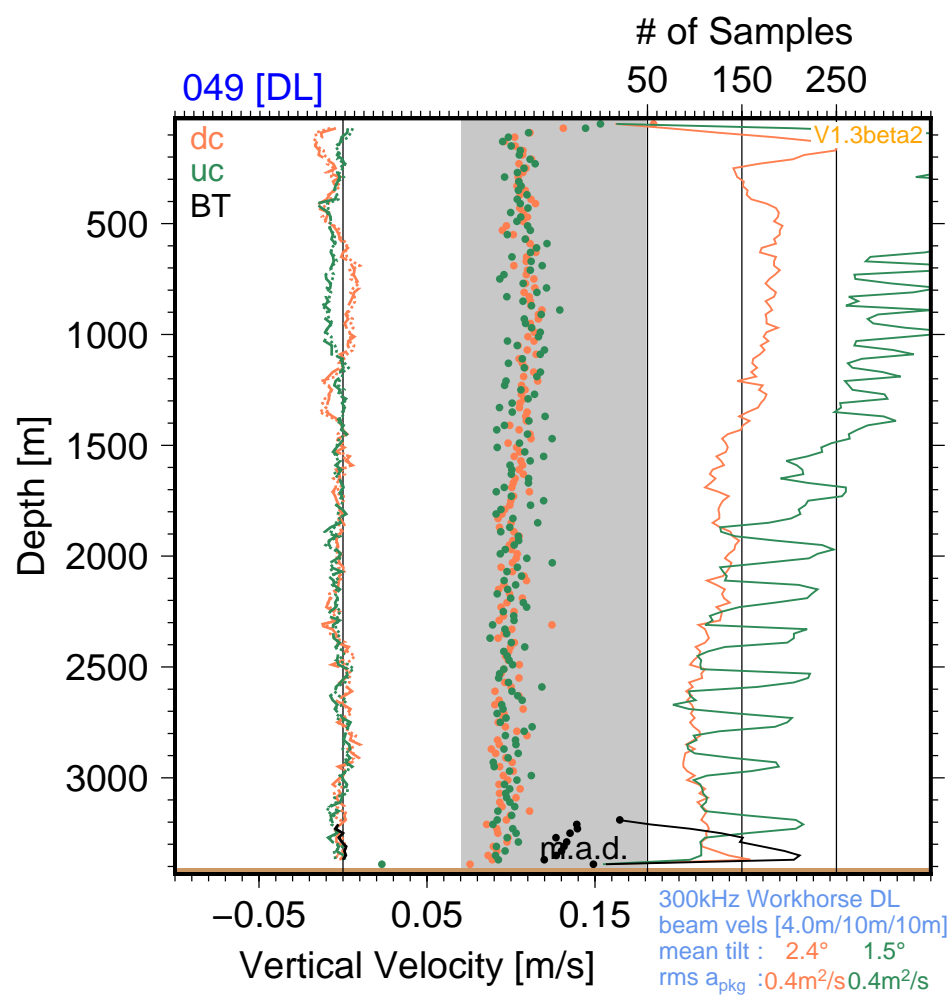 # of Samples
50 150 250
049 [DL]
dc
uc
BT
V1.3beta2
500
1000
1500
2000
2500
3000
Depth [m]
m.a.d.
−0.05 0.05 0.15
Vertical Velocity [m/s]
300kHz Workhorse DL
beam vels [4.0m/10m/10m]
mean tilt : 2.4° 1.5°
rms a_pkg : 0.4m²/s 0.4m²/s